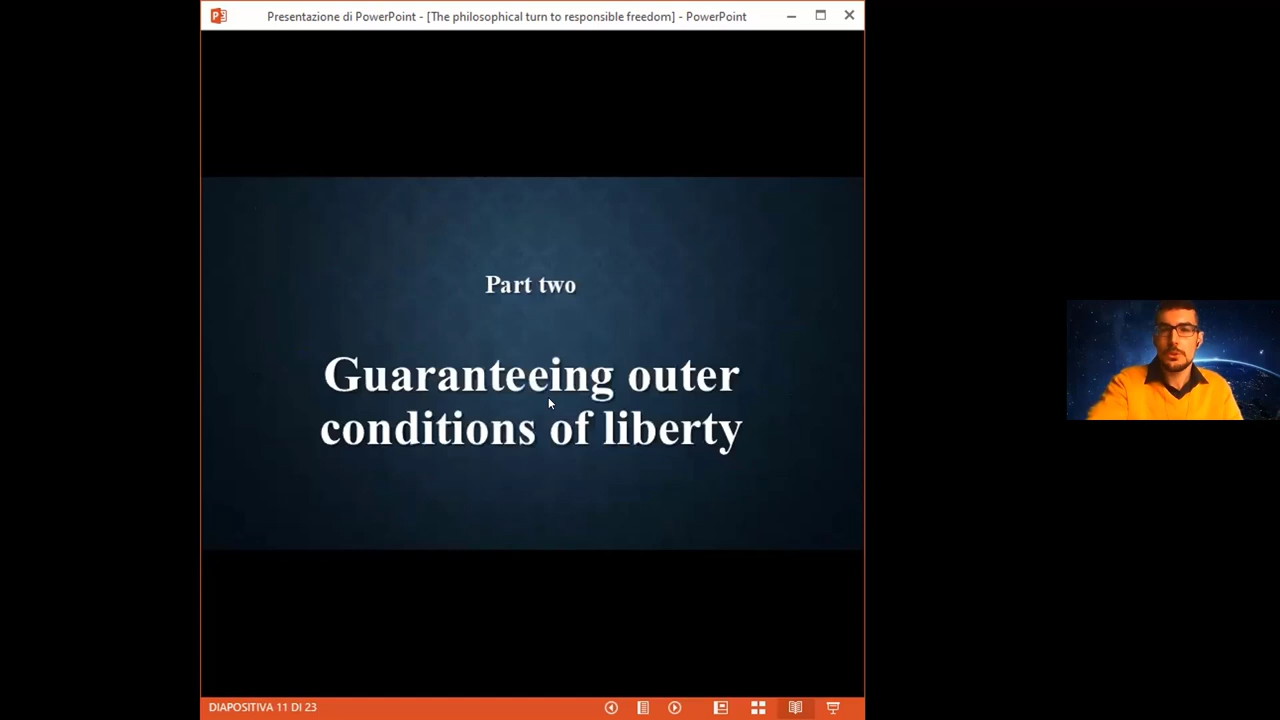 Presentazione di PowerPoint - [The philosophical turn to responsible freedom] - PowerPoint
Part two
Guaranteeing outer
conditions of liberty
DIAPOSITIVA 11 DI 23